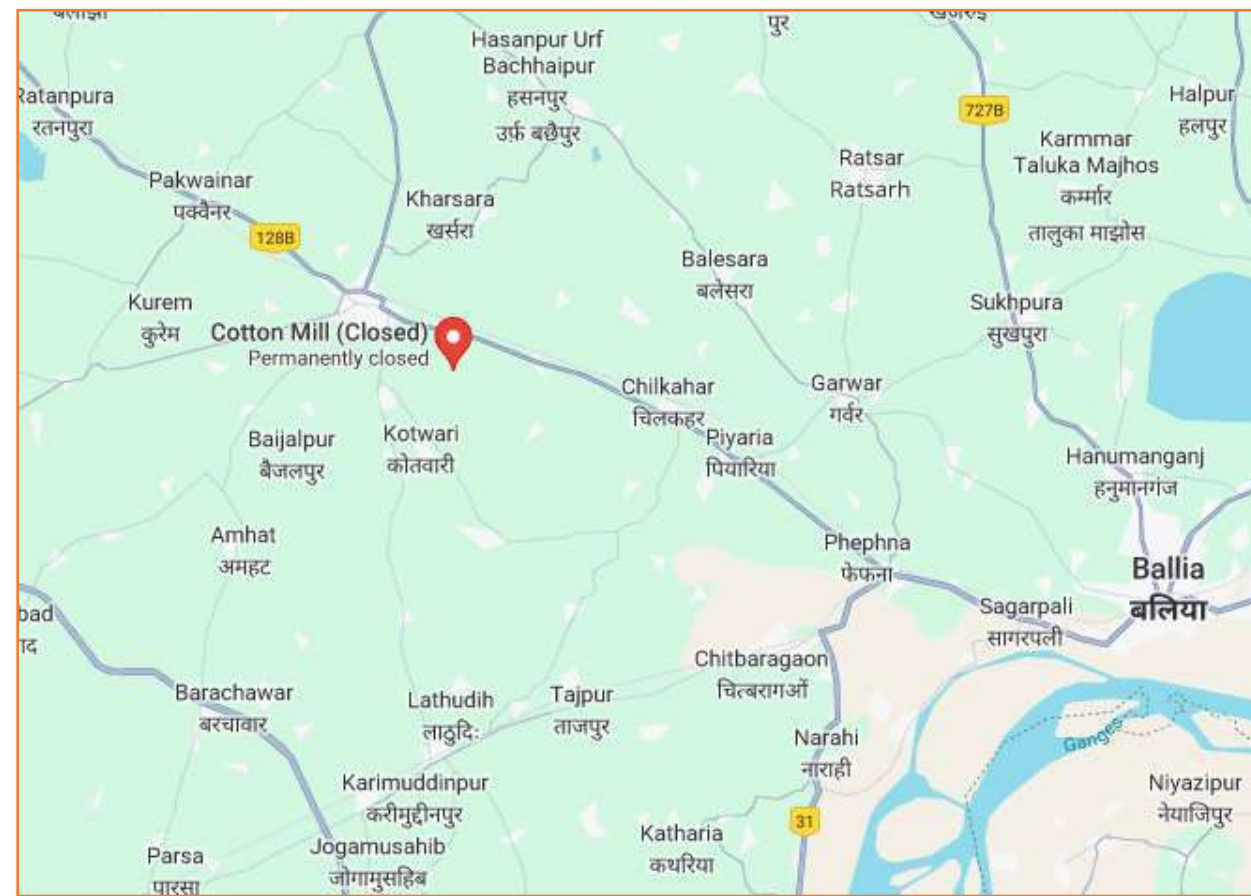 Hasanpur Urf
Bachhaipur
हसनपुर
उर्फ़ बछैपुर
पुर
727B
Halpur
हलपुर
Ratanpura
रतनपुरा
Karmmar
Taluka Majhos
कर्म्मार
तालुका माझोस
Ratsar
Ratsarh
Pakwainar
पक्वैनर
Kharsara
खर्सरा
128B
Balesara
बलेसरा
Kurem
कुरेम
Sukhpura
सुखपुरा
Cotton Mill (Closed)
Permanently closed
Chilkahar
चिलकहर
Garwar
गर्वर
Baijalpur
बैजलपुर
Kotwari
कोतवारी
Piyaria
पियारिया
Hanumanganj
हनुमानगंज
Amhat
अमहट
Phephna
फेफना
Ballia
बलिया
bad
ाद
Sagarpali
सागरपली
Chitbaragaon
चित्बरागओं
Barachawar
बरचावार
Lathudih
लाठुदिः
Tajpur
ताजपुर
Narahi
नाराही
Ganges
Karimuddinpur
करीमुद्दीनपुर
Niyazipur
नेयाजिपुर
31
Katharia
कथरिया
Parsa
पारसा
Jogamusahib
जोगामुसहिब